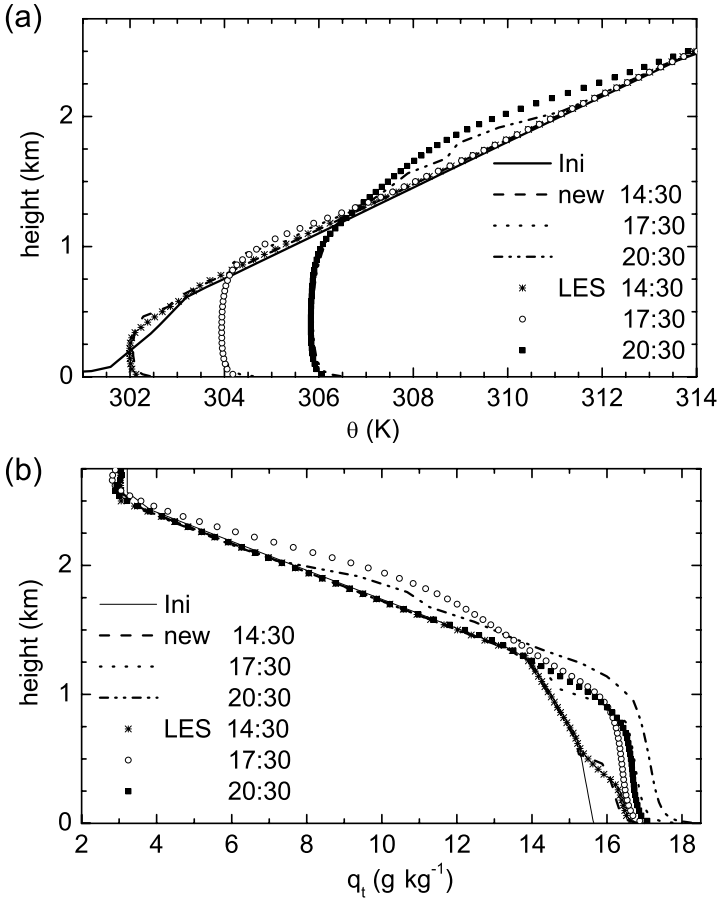 (a)
2
1
0
height (km)
Ini
new 14:30
17:30
20:30
LES 14:30
17:30
20:30
302 304 306 308 310 312 314
θ (K)
(b)
2
1
0
height (km)
Ini
new 14:30
17:30
20:30
LES 14:30
17:30
20:30
2 4 6 8 10 12 14 16 18
qt (g kg-1)